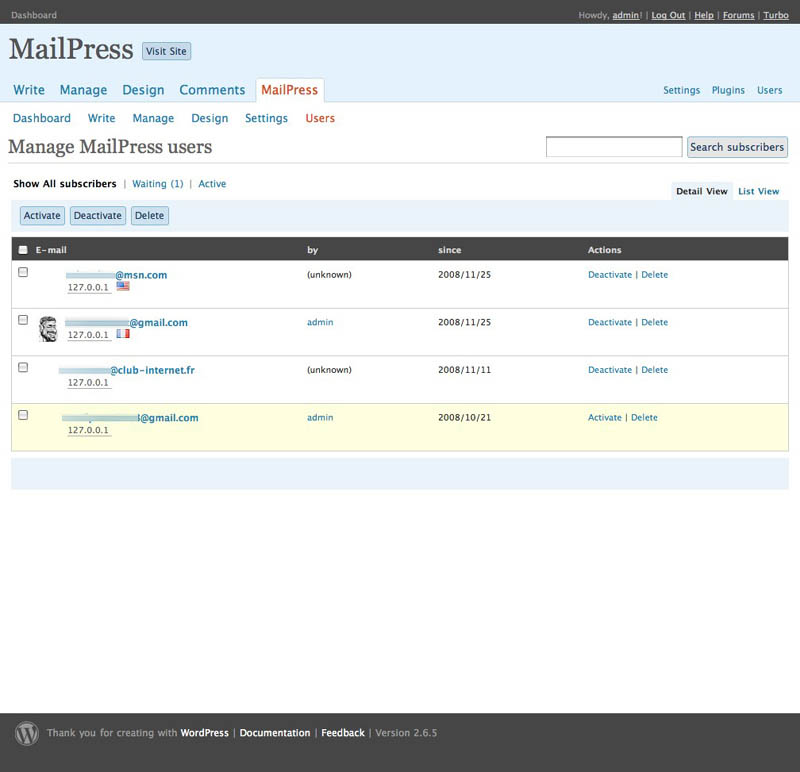 Dashboard Howdy, admin! | Log Out | Help | Forums | Turbo
MailPress Visit Site
Write Manage Design Comments MailPress Settings Plugins Users
Dashboard Write Manage Design Settings Users
Manage MailPress users Search subscribers
Show All subscribers | Waiting (1) | Active
Detail View List View
Activate Deactivate Delete
E-mail by since Actions
@msn.com (unknown) 2008/11/25 Deactivate | Delete
127.0.0.1
@gmail.com admin 2008/11/25 Deactivate | Delete
127.0.0.1
@club-internet.fr (unknown) 2008/11/11 Deactivate | Delete
127.0.0.1
@gmail.com admin 2008/10/21 Activate | Delete
127.0.0.1
Thank you for creating with WordPress | Documentation | Feedback | Version 2.6.5